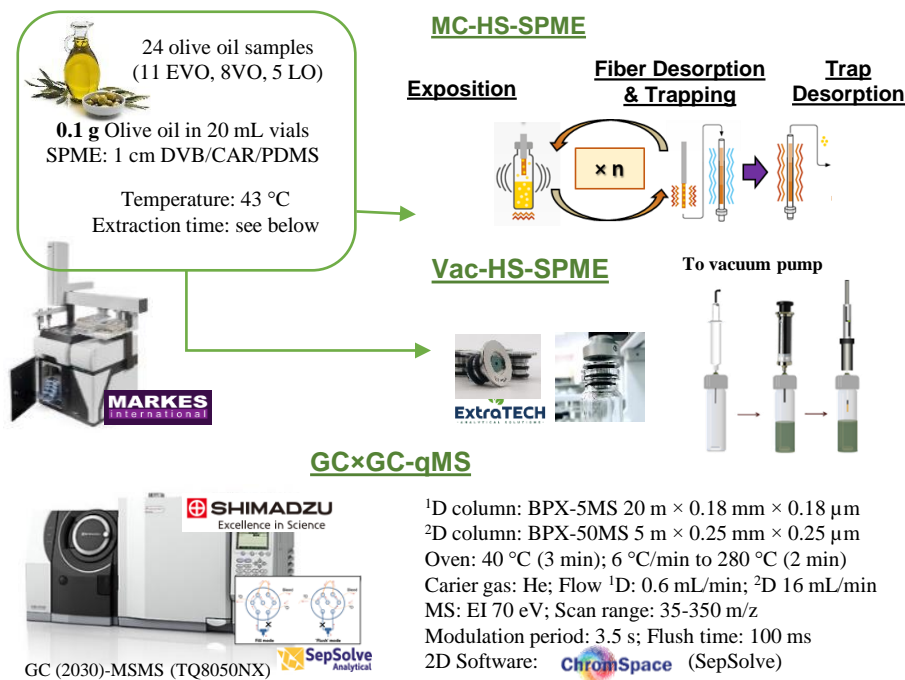 24 olive oil samples
(11 EVO, 8VO, 5 LO)
0.1 g Olive oil in 20 mL vials
SPME: 1 cm DVB/CAR/PDMS
Temperature: 43 °C
Extraction time: see below
MARKES
international
MC-HS-SPME
Exposition
Fiber Desorption
& Trapping
Trap
Desorption
× n
Vac-HS-SPME
To vacuum pump
ExtraTECH
ANALYTICAL SOLUTIONS
GC×GC-qMS
SHIMADZU
Excellence in Science
Fill mode
"Flush" mode
SepSolve
Analytical
GC (2030)-MSMS (TQ8050NX)
¹D column: BPX-5MS 20 m × 0.18 mm × 0.18 µm
²D column: BPX-50MS 5 m × 0.25 mm × 0.25 µm
Oven: 40 °C (3 min); 6 °C/min to 280 °C (2 min)
Carier gas: He; Flow ¹D: 0.6 mL/min; ²D 16 mL/min
MS: EI 70 eV; Scan range: 35-350 m/z
Modulation period: 3.5 s; Flush time: 100 ms
2D Software: ChromSpace (SepSolve)